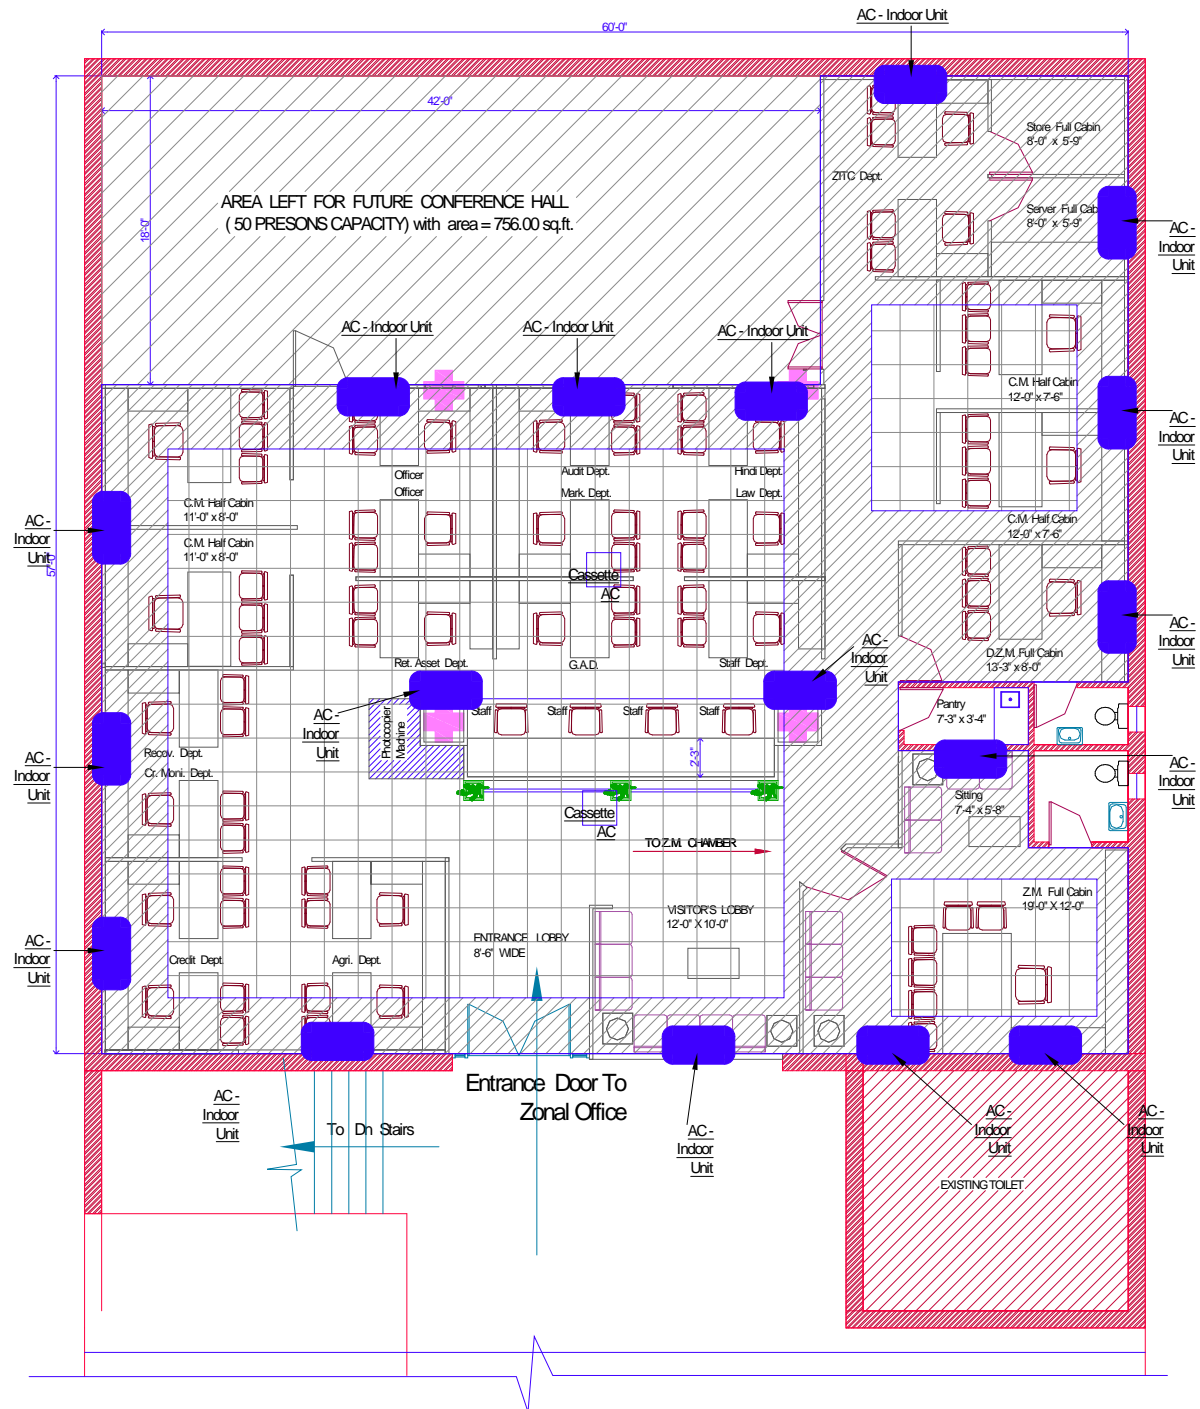 AC - Indoor Unit
60'-0"
42'-0"
18'-0"
57'-0"
AREA LEFT FOR FUTURE CONFERENCE HALL
( 50 PRESONS CAPACITY) with area = 756.00 sq.ft.
Store Full Cabin
8'-0" x 5'-9"
ZITC Dept.
Server Full Cab
8'-0" x 5'-9"
AC -
Indoor
Unit
AC - Indoor Unit
AC - Indoor Unit
AC - Indoor Unit
C.M. Half Cabin
12'-0" x 7'-6"
AC -
Indoor
Unit
Officer
Officer
Audit Dept.
Mark. Dept.
Hindi Dept.
Law Dept.
C.M. Half Cabin
11'-0" x 8'-0"
C.M. Half Cabin
11'-0" x 8'-0"
AC -
Indoor
Unit
C.M. Half Cabin
12'-0" x 7'-6"
Cassette
AC
AC -
Indoor
Unit
D.Z.M. Full Cabin
13'-3" x 8'-0"
AC -
Indoor
Unit
Ret. Asset Dept.
G.A.D.
Staff Dept.
Staff
Staff
Staff
Staff
AC -
Indoor
Unit
Photocopier
Machine
2'-3"
Pantry
7'-3" x 3'-4"
Recov. Dept.
Cr. Moni. Dept.
AC -
Indoor
Unit
AC -
Indoor
Unit
Sitting
7'-4" x 5'-8"
Cassette
AC
TO Z.M. CHAMBER
Z.M. Full Cabin
19'-0" X 12'-0"
VISITOR'S LOBBY
12'-0" X 10'-0"
ENTRANCE LOBBY
8'-6" WIDE
AC -
Indoor
Unit
Credit Dept.
Agri. Dept.
Entrance Door To
Zonal Office
AC -
Indoor
Unit
To Dn Stairs
AC -
Indoor
Unit
AC -
Indoor
Unit
AC -
Indoor
Unit
EXISTING TOILET